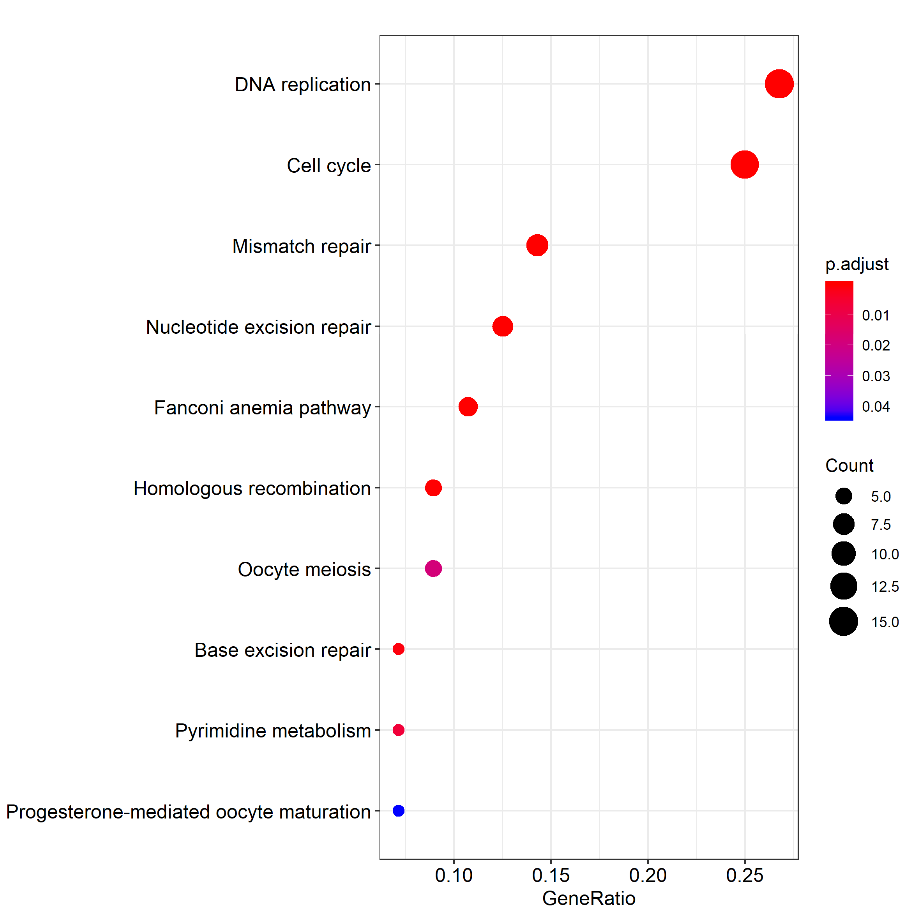 DNA replication
Cell cycle
Mismatch repair
Nucleotide excision repair
Fanconi anemia pathway
Homologous recombination
Oocyte meiosis
Base excision repair
Pyrimidine metabolism
Progesterone-mediated oocyte maturation
0.10 0.15 0.20 0.25
GeneRatio
p.adjust
0.01
0.02
0.03
0.04
Count
5.0
7.5
10.0
12.5
15.0